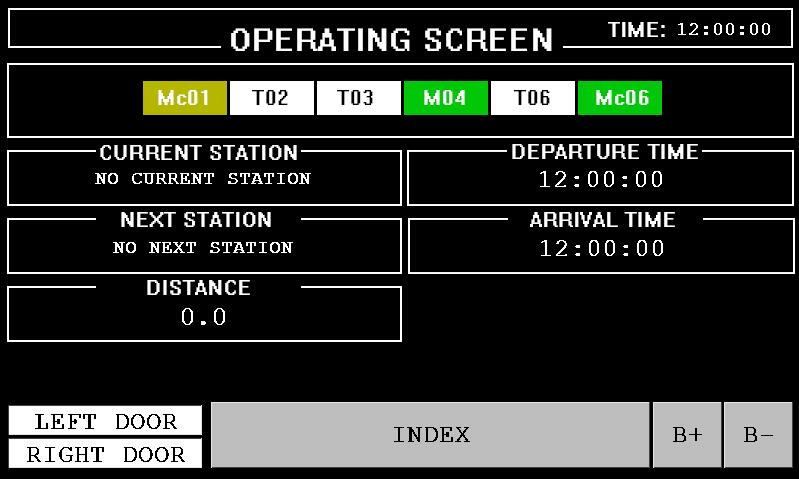 OPERATING SCREEN
TIME: 12:00:00
Mc01 T02 T03 M04 T06 Mc06
CURRENT STATION
NO CURRENT STATION
DEPARTURE TIME
12:00:00
NEXT STATION
NO NEXT STATION
ARRIVAL TIME
12:00:00
DISTANCE
0.0
LEFT DOOR
RIGHT DOOR
INDEX
B+
B-